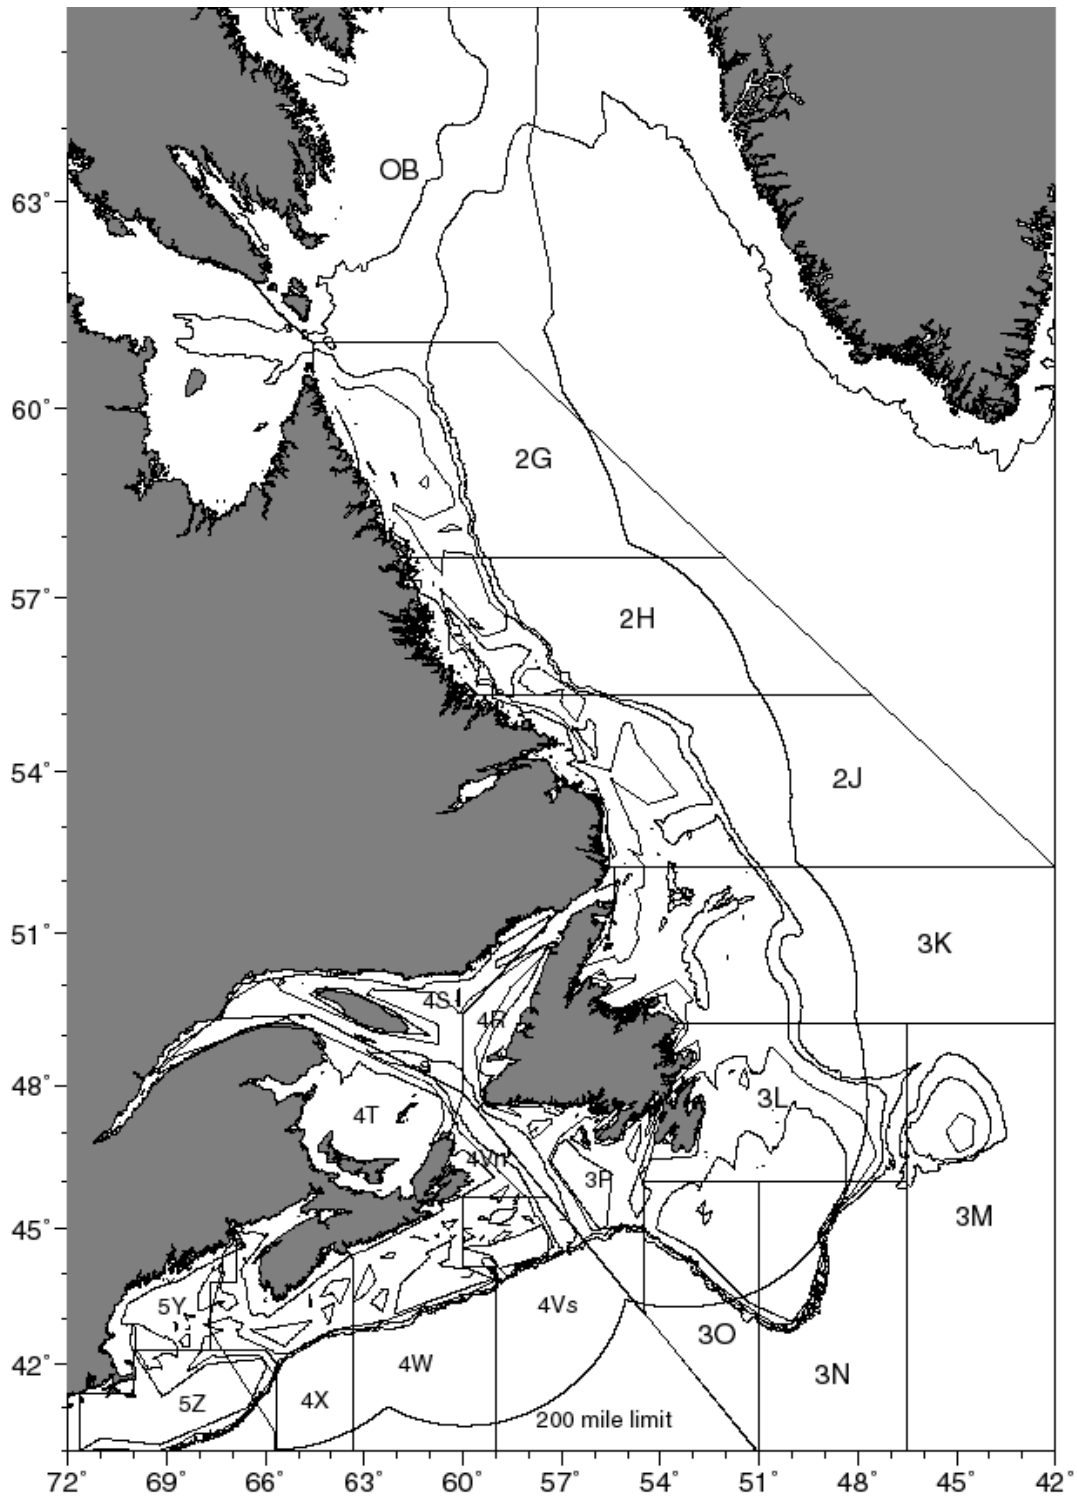 OB
63°
60°
2G
57°
2H
54°
2J
51°
3K
4S
4R
48°
3L
4T
4Vn
3P
45°
3M
4Vs
5Y
3O
42°
4W
3N
5Z
4X
200 mile limit
72° 69° 66° 63° 60° 57° 54° 51° 48° 45° 42°